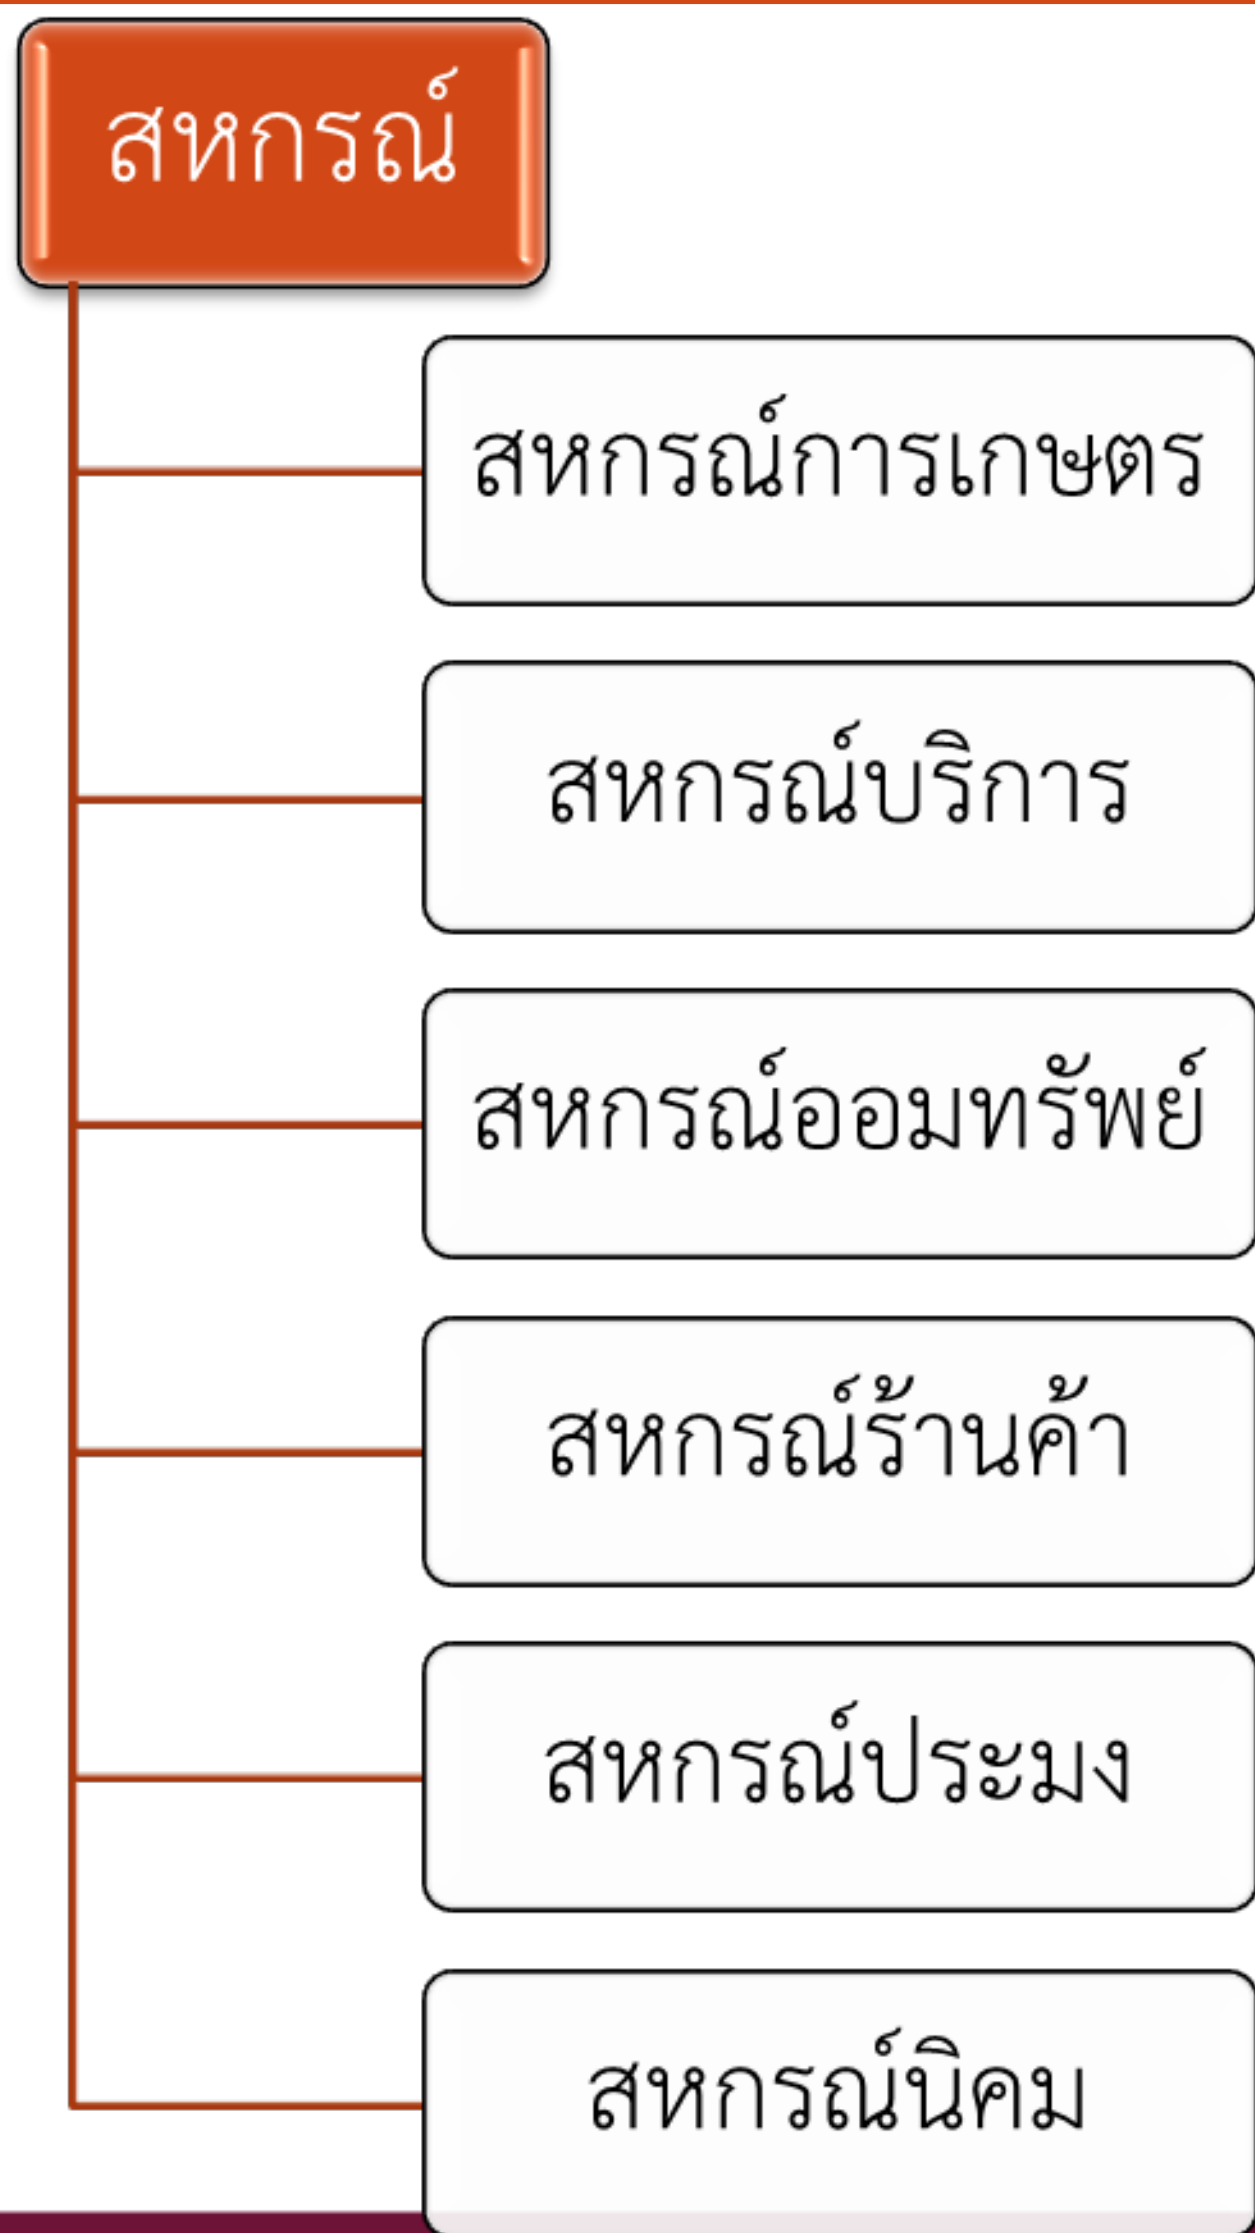 สหกรณ์
สหกรณ์การเกษตร
สหกรณ์บริการ
สหกรณ์ออมทรัพย์
สหกรณ์ร้านค้า
สหกรณ์ประมง
สหกรณ์นิคม